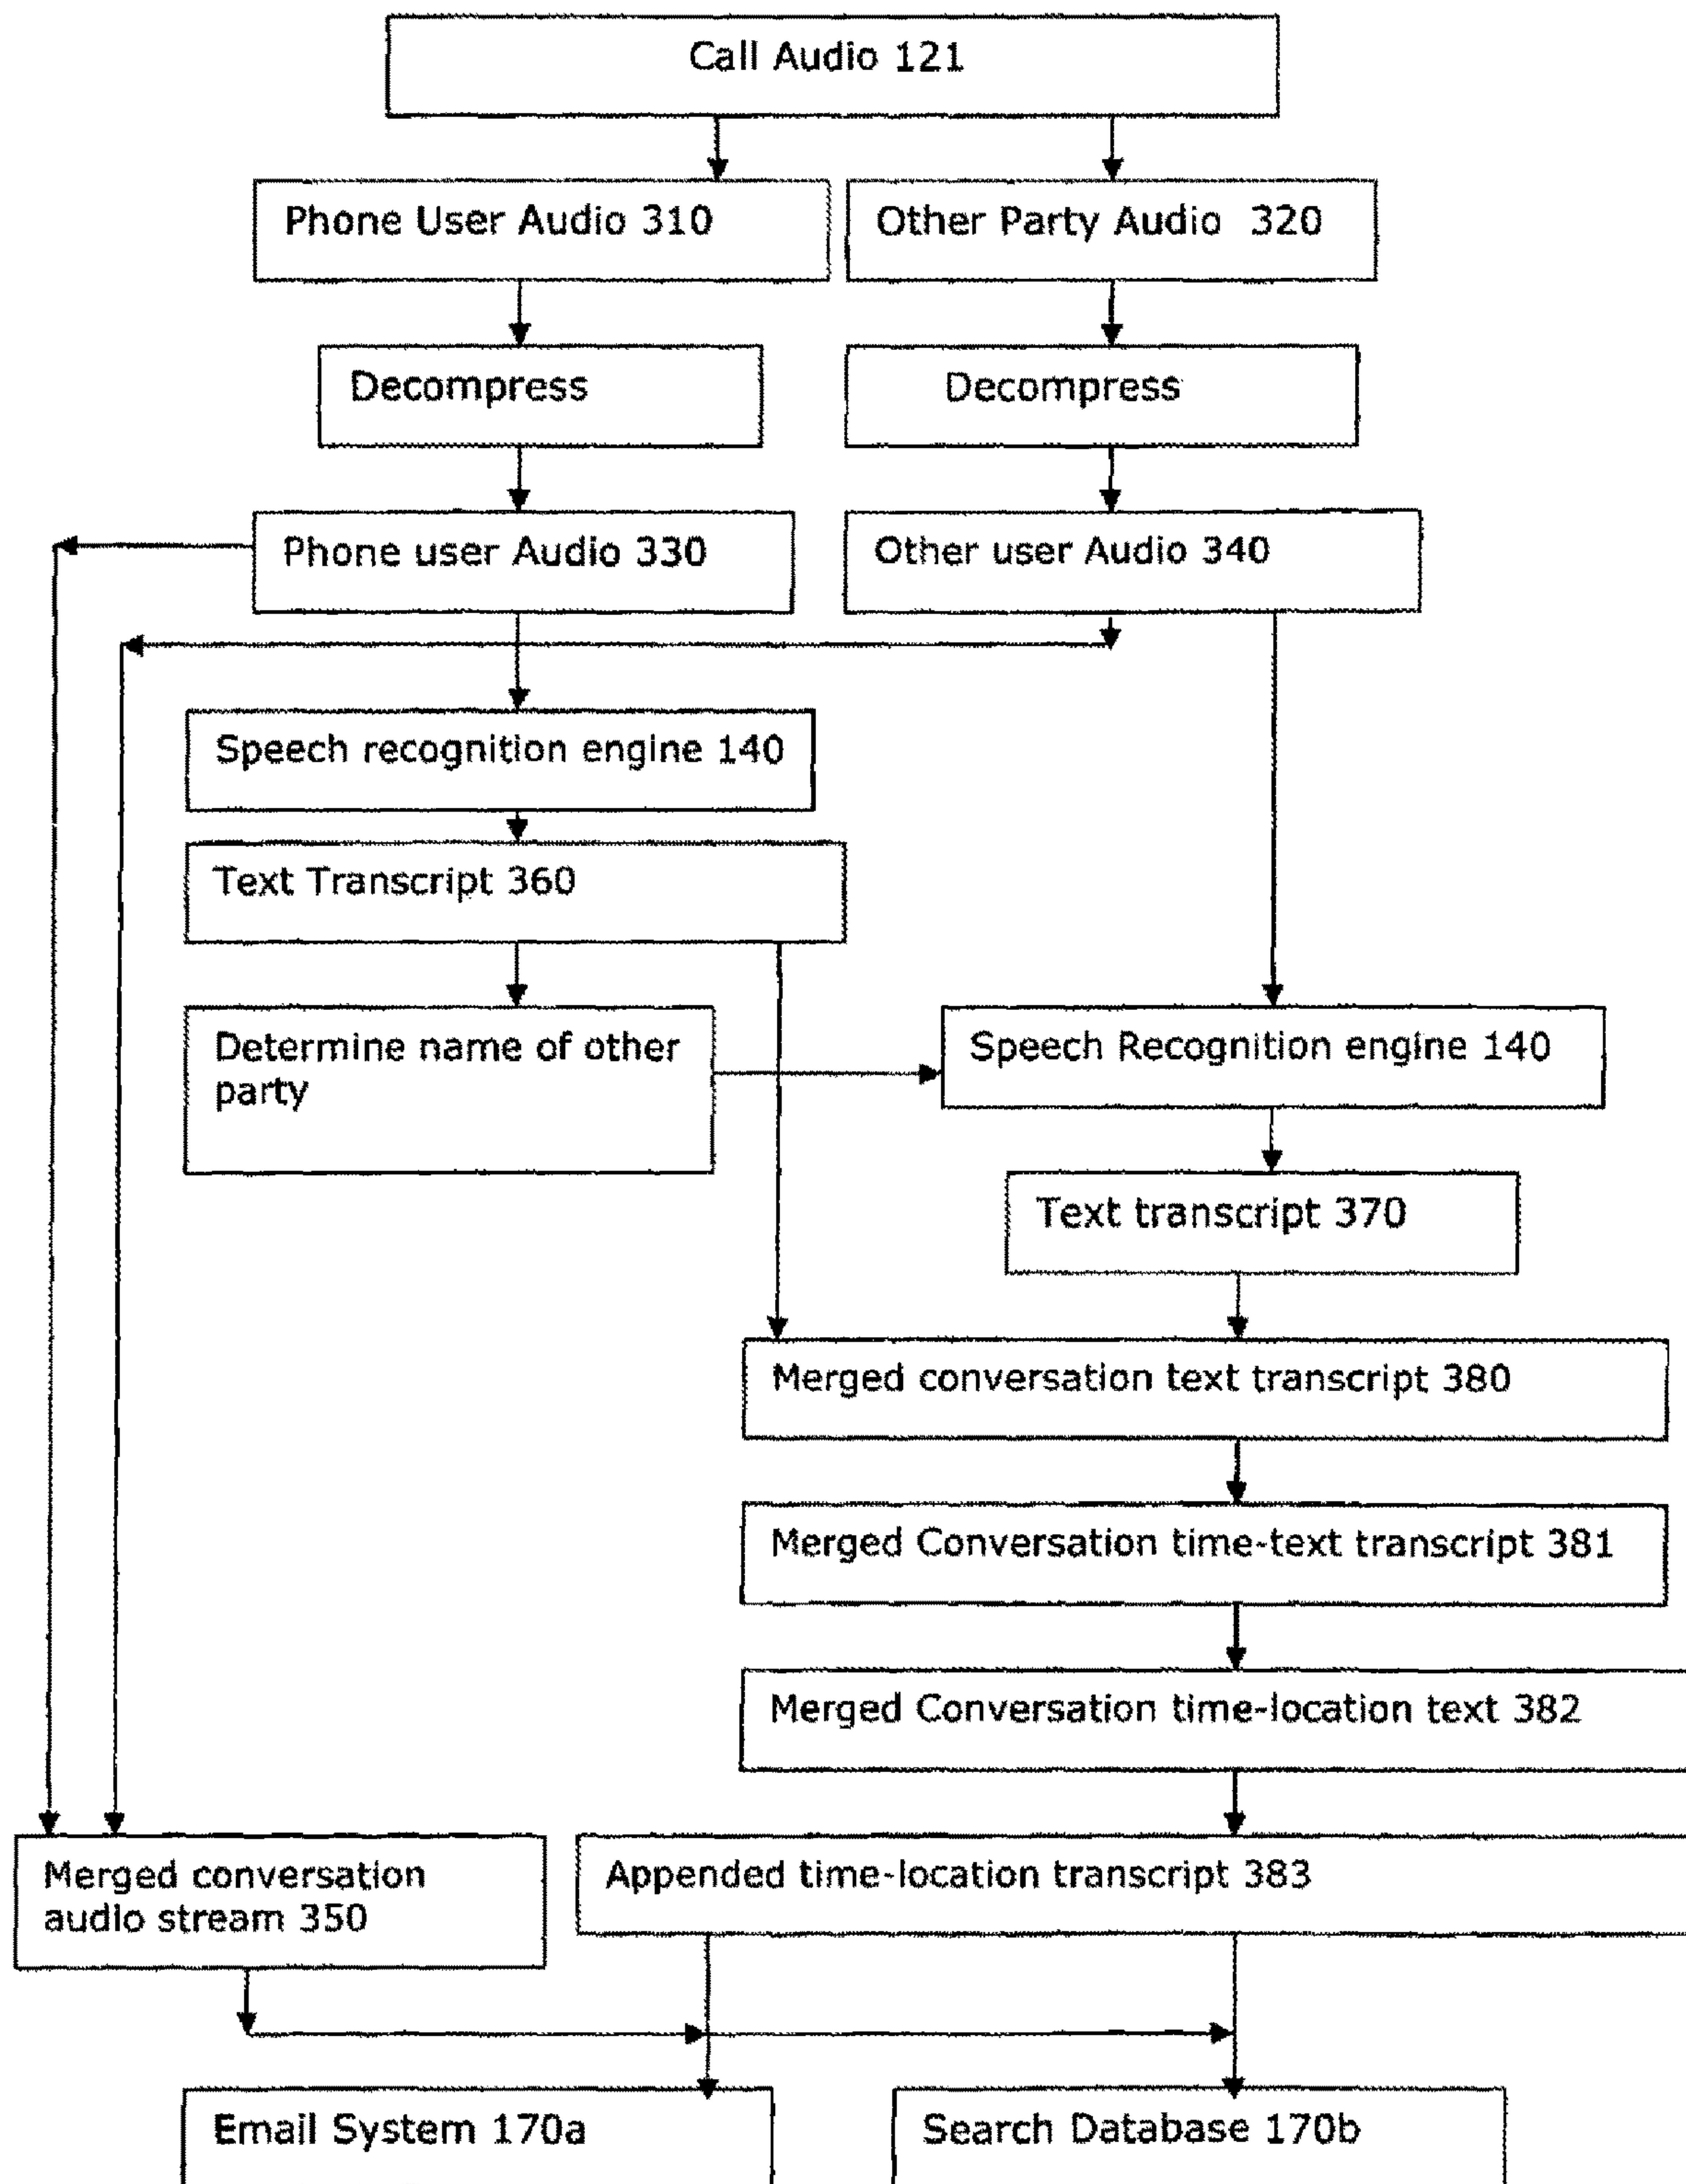 Call Audio 121
Phone User Audio 310
Other Party Audio 320
Decompress
Decompress
Phone user Audio 330
Other user Audio 340
Speech recognition engine 140
Text Transcript 360
Determine name of other
party
Speech Recognition engine 140
Text transcript 370
Merged conversation text transcript 380
Merged Conversation time-text transcript 381
Merged Conversation time-location text 382
Merged conversation
audio stream 350
Appended time-location transcript 383
Email System 170a
Search Database 170b